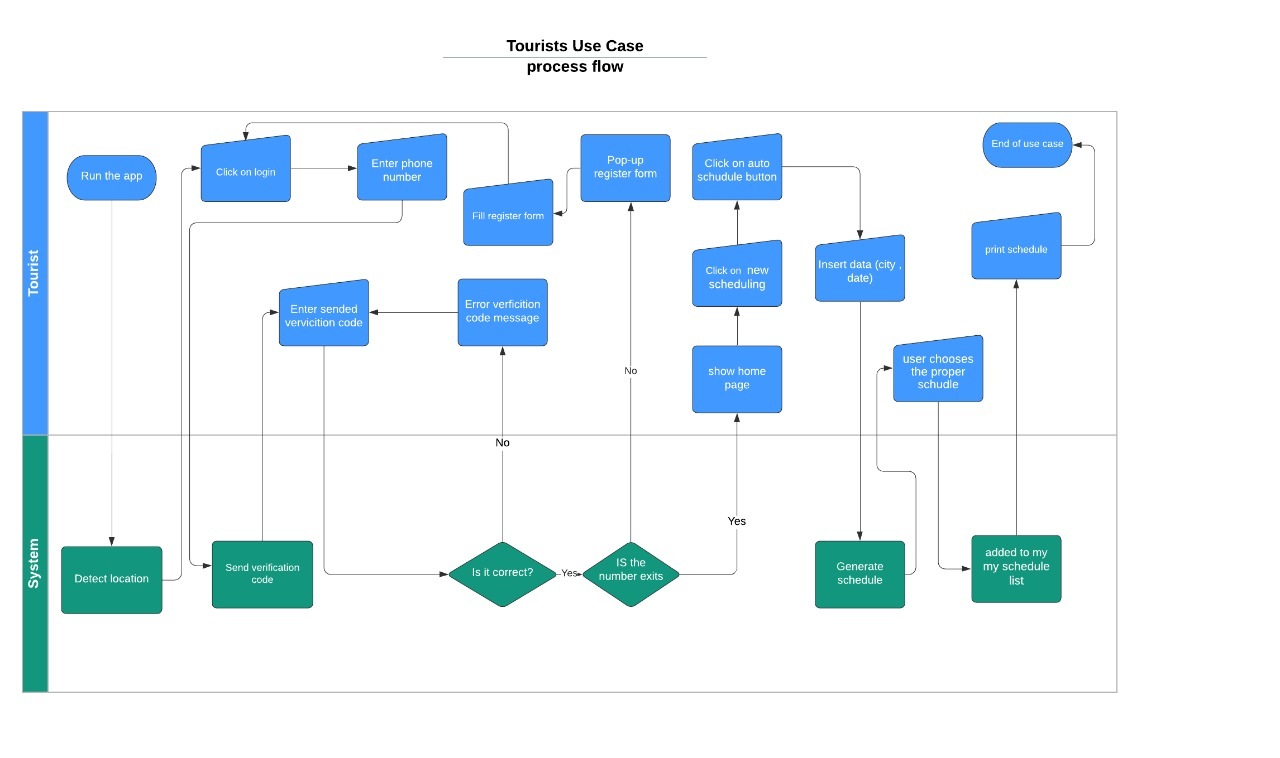 Tourists Use Case
process flow
Tourist
Run the app
Click on login
Enter phone
number
Fill register form
Pop-up
register form
Click on auto
schudule button
End of use case
Click on new
scheduling
Insert data (city ,
date)
print schedule
Enter sended
vervicition code
Error verficition
code message
show home
page
No
user chooses
the proper
schudle
System
No
Yes
Detect location
Send verification
code
Is it correct?
Yes
IS the
number exits
Generate
schedule
added to my
my schedule
list